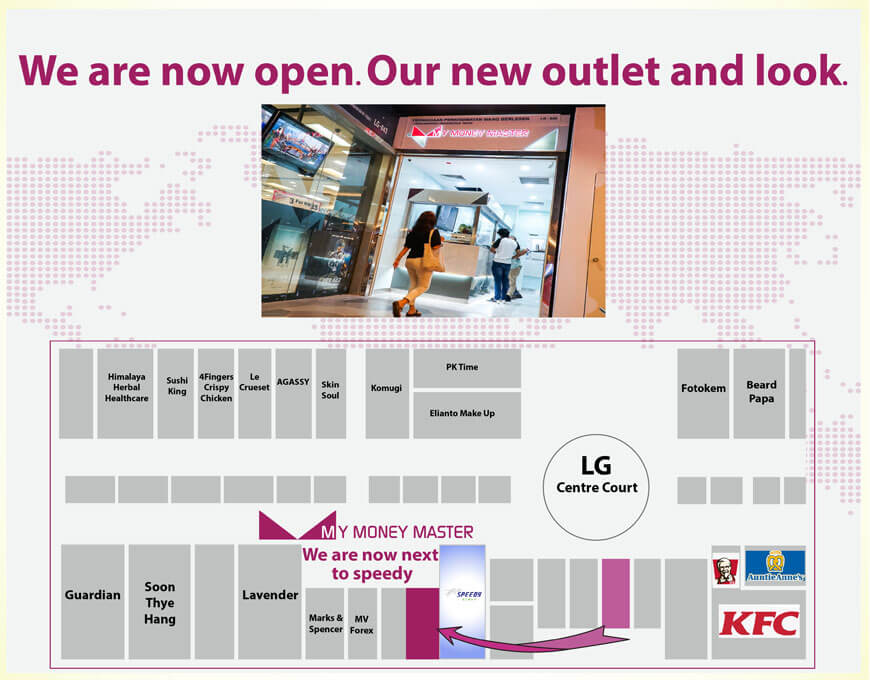 We are now open. Our new outlet and look.
LG-043
MY MONEY MASTER
Himalaya
Herbal
Healthcare
Sushi
King
4Fingers
Crispy
Chicken
Le
Crueset
AGASSY
Skin
Soul
Komugi
PK Time
Elianto Make Up
Fotokem
Beard
Papa
LG
Centre Court
MY MONEY MASTER
We are now next
to speedy
Guardian
Soon
Thye
Hang
Lavender
Marks &
Spencer
MV
Forex
SPEEDY
AuntieAnne's
KFC